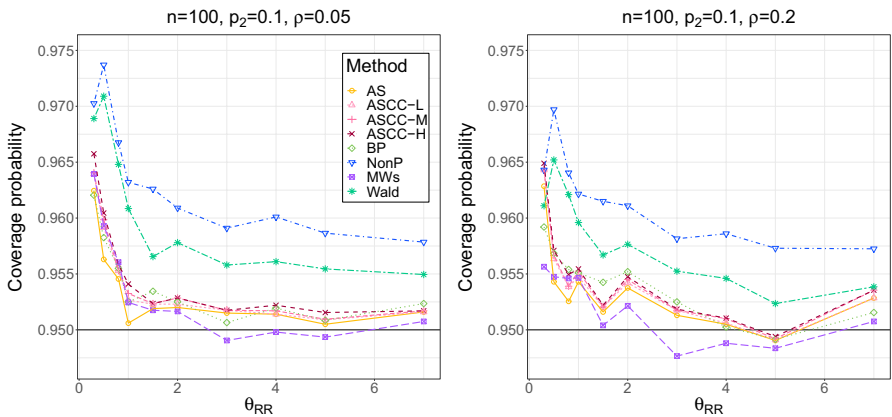 n=100, p₂=0.1, ρ=0.05
n=100, p₂=0.1, ρ=0.2
Coverage probability
0.975
0.970
0.965
0.960
0.955
0.950
0 2 4 6
θRR
Method
AS
ASCC−L
ASCC−M
ASCC−H
BP
NonP
MWs
Wald
Coverage probability
0.975
0.970
0.965
0.960
0.955
0.950
0 2 4 6
θRR